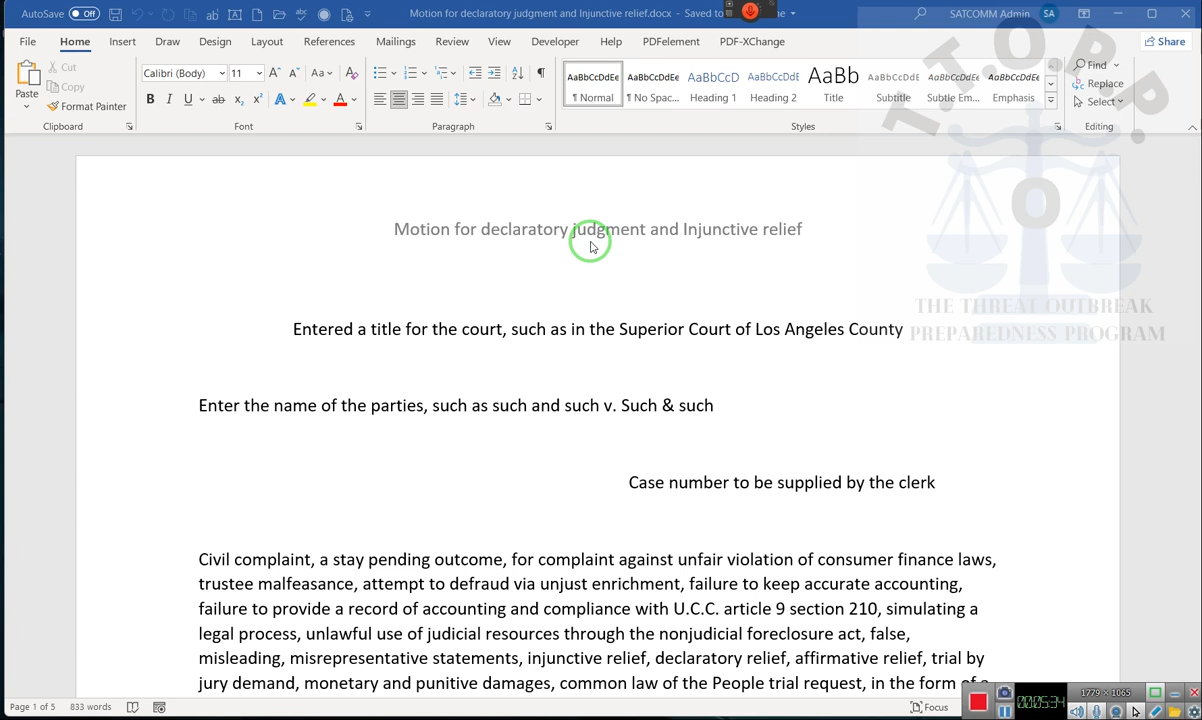 AutoSave Off
Motion for declaratory judgment and Injunctive relief.docx - Saved to
SATCOMM Admin SA
File Home Insert Draw Design Layout References Mailings Review View Developer Help PDFelement PDF-XChange Share
Paste
Cut
Copy
Format Painter
Clipboard
Calibri (Body) 11
Font
Paragraph
AaBbCcDdEe AaBbCcDdEe AaBbCcD AaBbCcDdE AaBb AaBbCcDdE AaBbCcDdEe AaBbCcDdEe
¶ Normal ¶ No Spac... Heading 1 Heading 2 Title Subtitle Subtle Em... Emphasis
Styles
Find
Replace
Select
Editing
T.T.O.P.P.
O
THE THREAT OUTBREAK
PREPAREDNESS PROGRAM
Motion for declaratory judgment and Injunctive relief
Entered a title for the court, such as in the Superior Court of Los Angeles County
Enter the name of the parties, such as such and such v. Such & such
Case number to be supplied by the clerk
Civil complaint, a stay pending outcome, for complaint against unfair violation of consumer finance laws,
trustee malfeasance, attempt to defraud via unjust enrichment, failure to keep accurate accounting,
failure to provide a record of accounting and compliance with U.C.C. article 9 section 210, simulating a
legal process, unlawful use of judicial resources through the nonjudicial foreclosure act, false,
misleading, misrepresentative statements, injunctive relief, declaratory relief, affirmative relief, trial by
jury demand, monetary and punitive damages, common law of the People trial request, in the form of a
Page 1 of 5 833 words
Focus
1779 × 1065
00:05:34